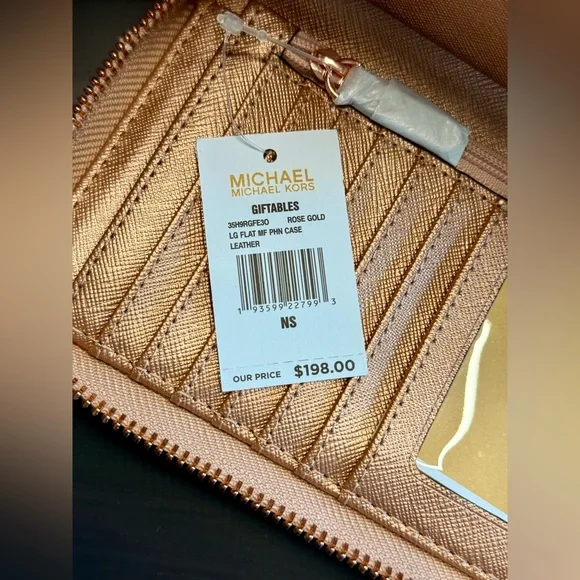 MICHAEL
MICHAEL KORS
GIFTABLES
35H9RGFE3O ROSE GOLD
LG FLAT MF PHN CASE
LEATHER
1 93599 22799 3
NS
OUR PRICE $198.00